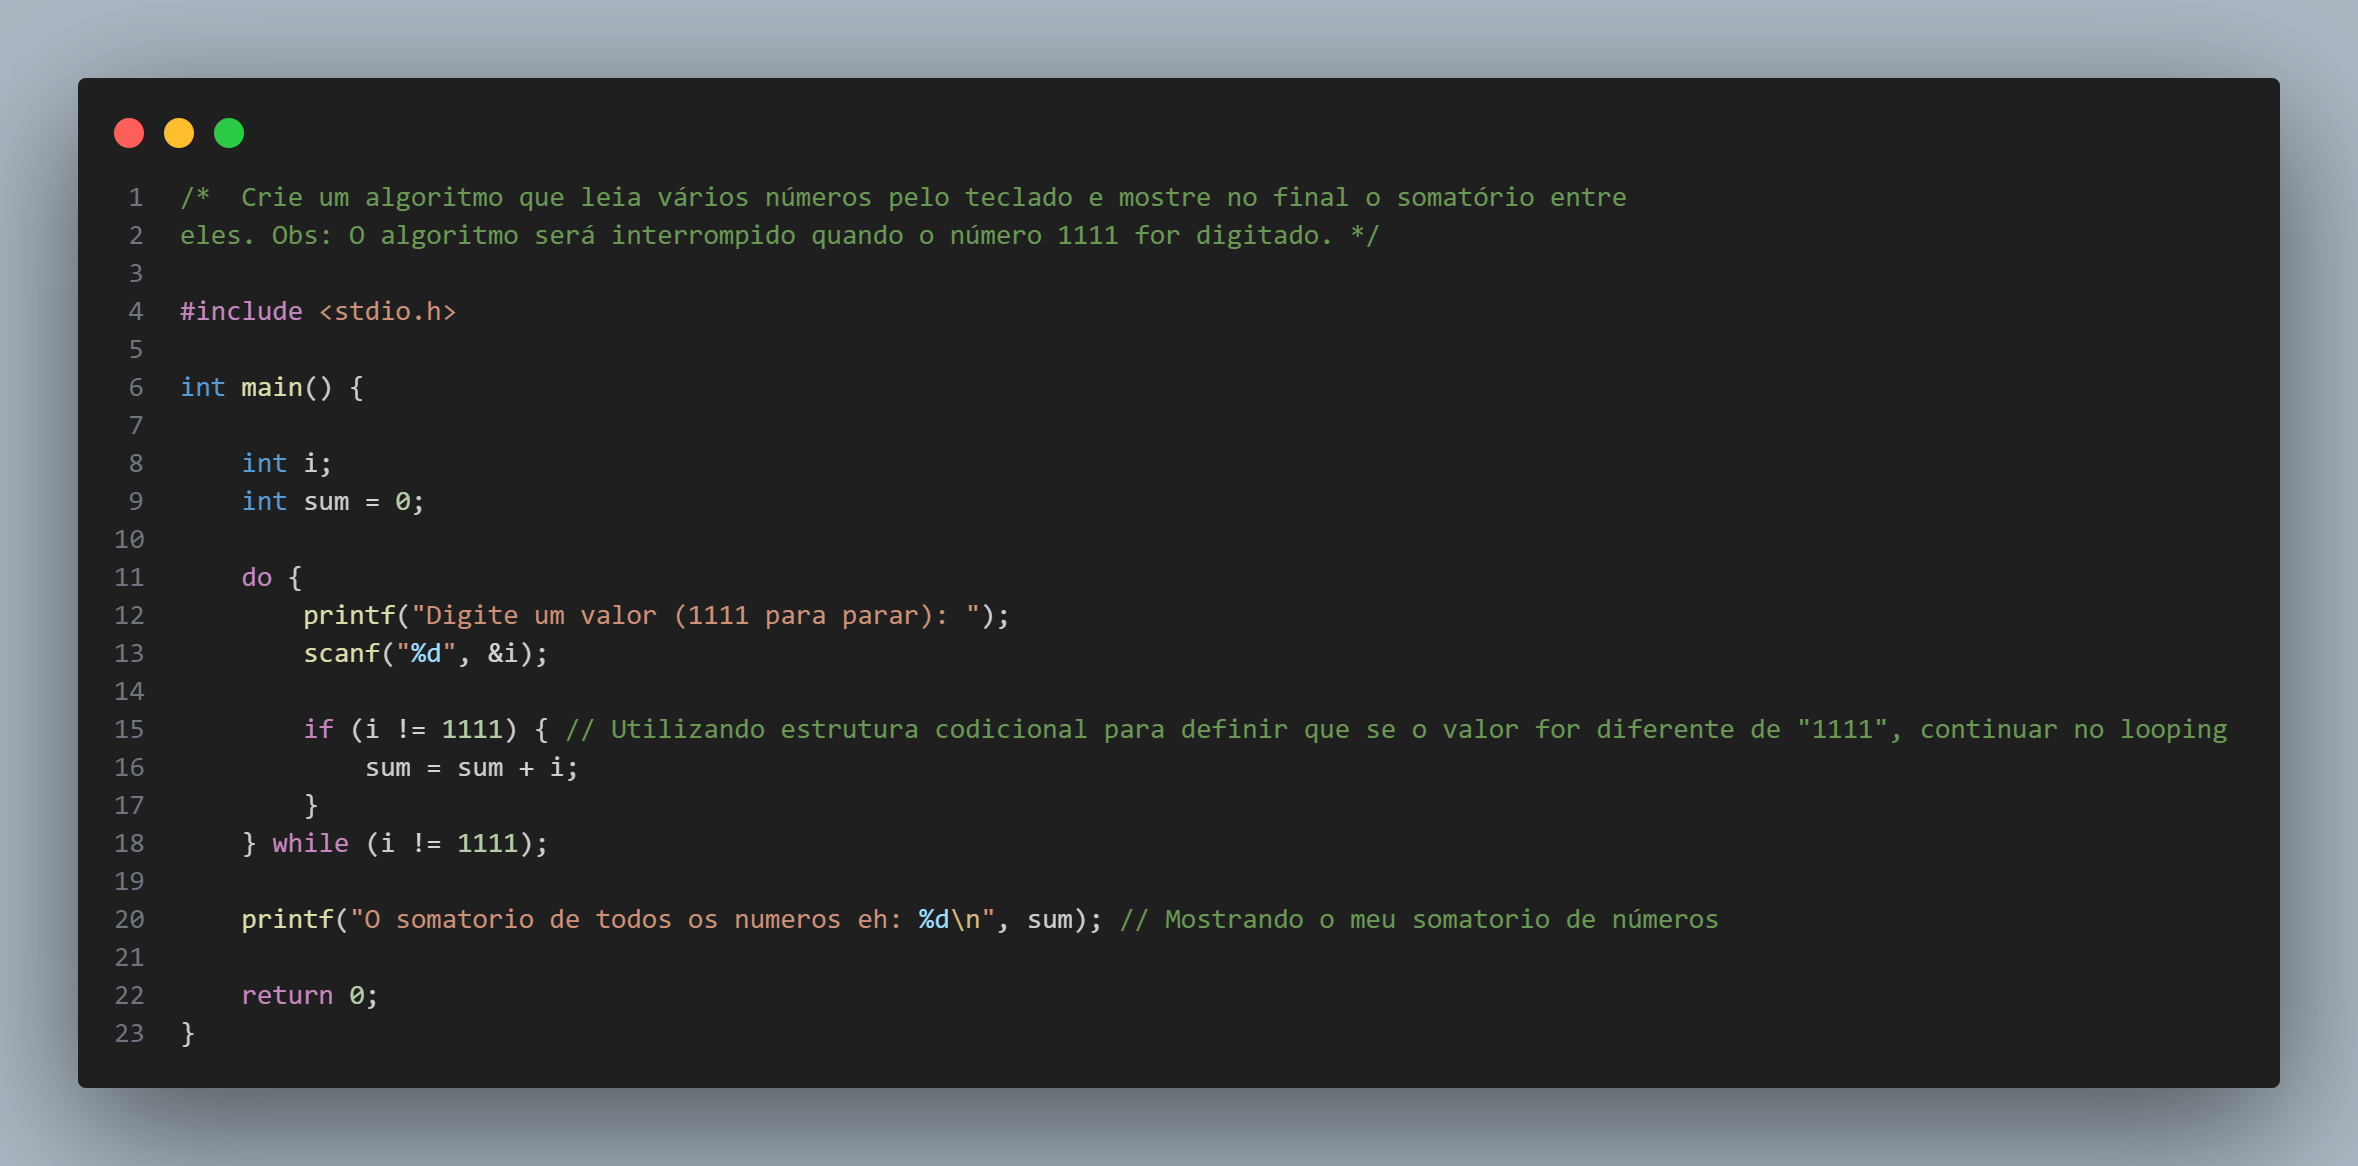 1 /*  Crie um algoritmo que leia vários números pelo teclado e mostre no final o somatório entre
2 eles. Obs: O algoritmo será interrompido quando o número 1111 for digitado. */
3
4 #include <stdio.h>
5
6 int main() {
7
8     int i;
9     int sum = 0;
10
11     do {
12         printf("Digite um valor (1111 para parar): ");
13         scanf("%d", &i);
14
15         if (i != 1111) { // Utilizando estrutura codicional para definir que se o valor for diferente de "1111", continuar no looping
16             sum = sum + i;
17         }
18     } while (i != 1111);
19
20     printf("O somatorio de todos os numeros eh: %d\n", sum); // Mostrando o meu somatorio de números
21
22     return 0;
23 }